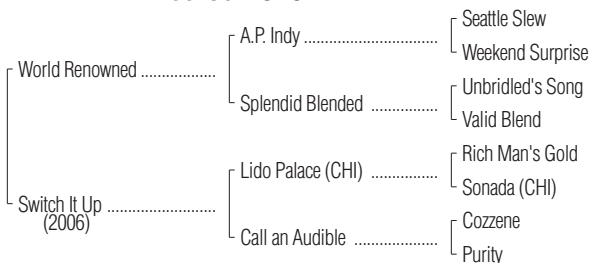 Seattle Slew
A.P. Indy ................................
Weekend Surprise
World Renowned ..................
Unbridled's Song
Splendid Blended ................
Valid Blend
Rich Man's Gold
Lido Palace (CHI) ................
Sonada (CHI)
Switch It Up ..........................
(2006)
Cozzene
Call an Audible ....................
Purity